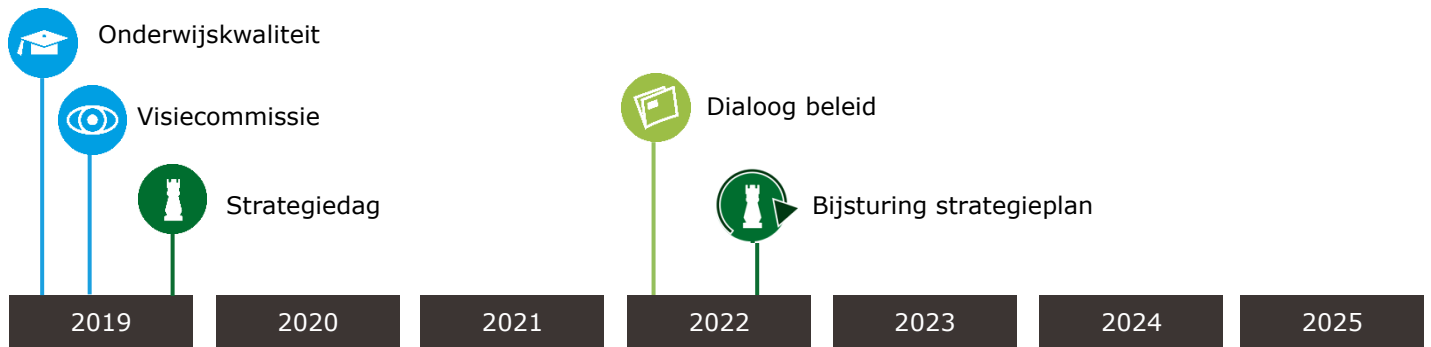 Onderwijskwaliteit
Visiecommissie
Dialoog beleid
Strategiedag
Bijsturing strategieplan
2019
2020
2021
2022
2023
2024
2025